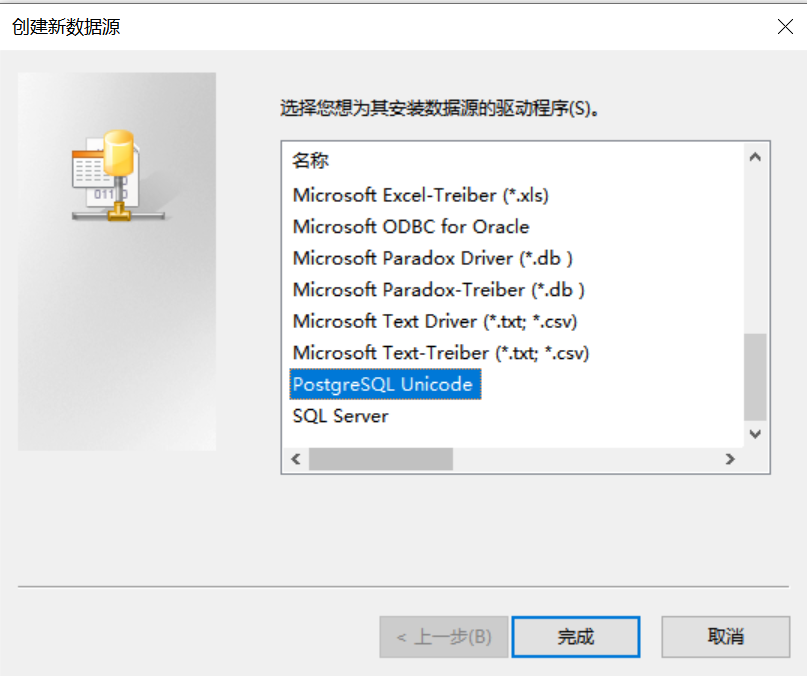 创建新数据源
选择您想为其安装数据源的驱动程序(S)。
名称
Microsoft Excel-Treiber (*.xls)
Microsoft ODBC for Oracle
Microsoft Paradox Driver (*.db )
Microsoft Paradox-Treiber (*.db )
Microsoft Text Driver (*.txt; *.csv)
Microsoft Text-Treiber (*.txt; *.csv)
PostgreSQL Unicode
SQL Server
< 上一步(B)
完成
取消